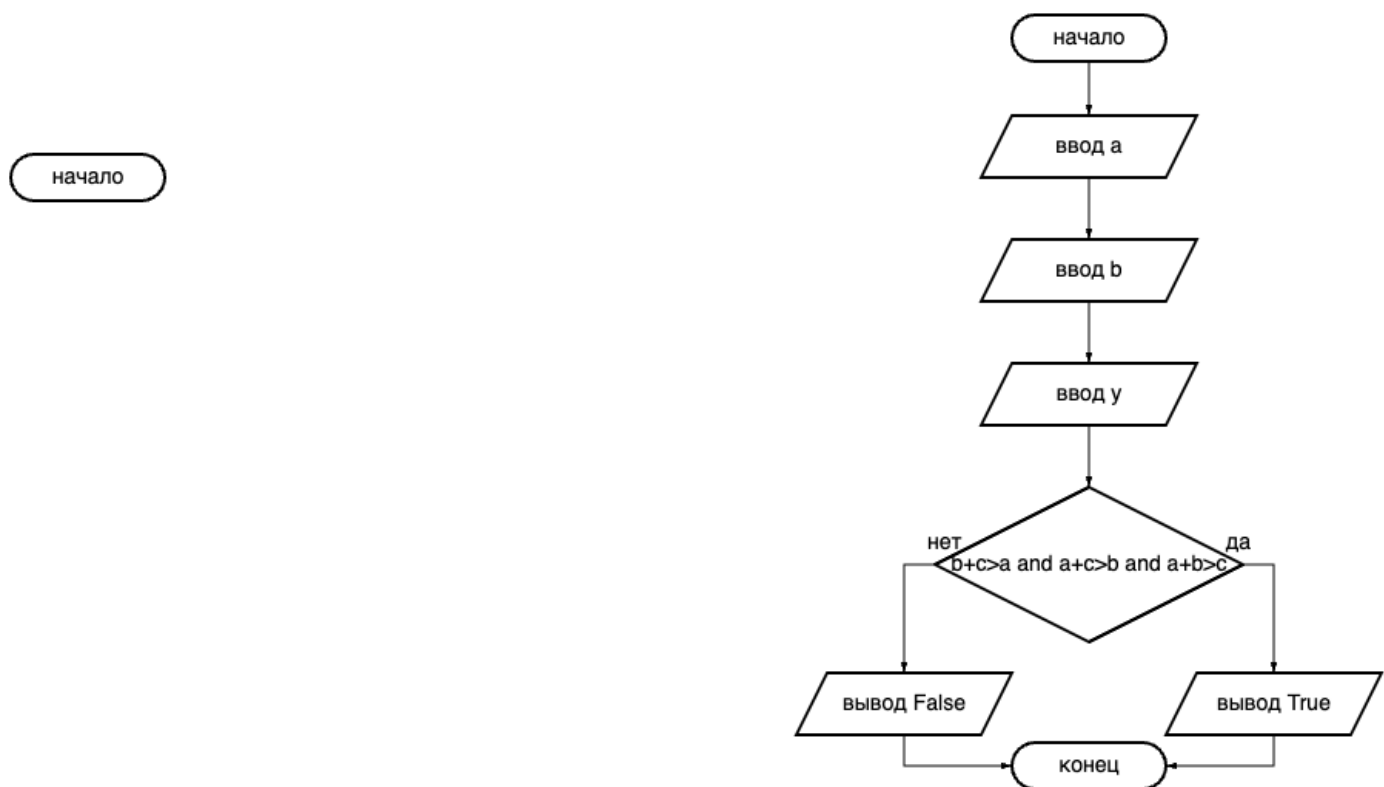 начало
начало
ввод a
ввод b
ввод y
нет
да
b+c>a and a+c>b and a+b>c
вывод False
вывод True
конец